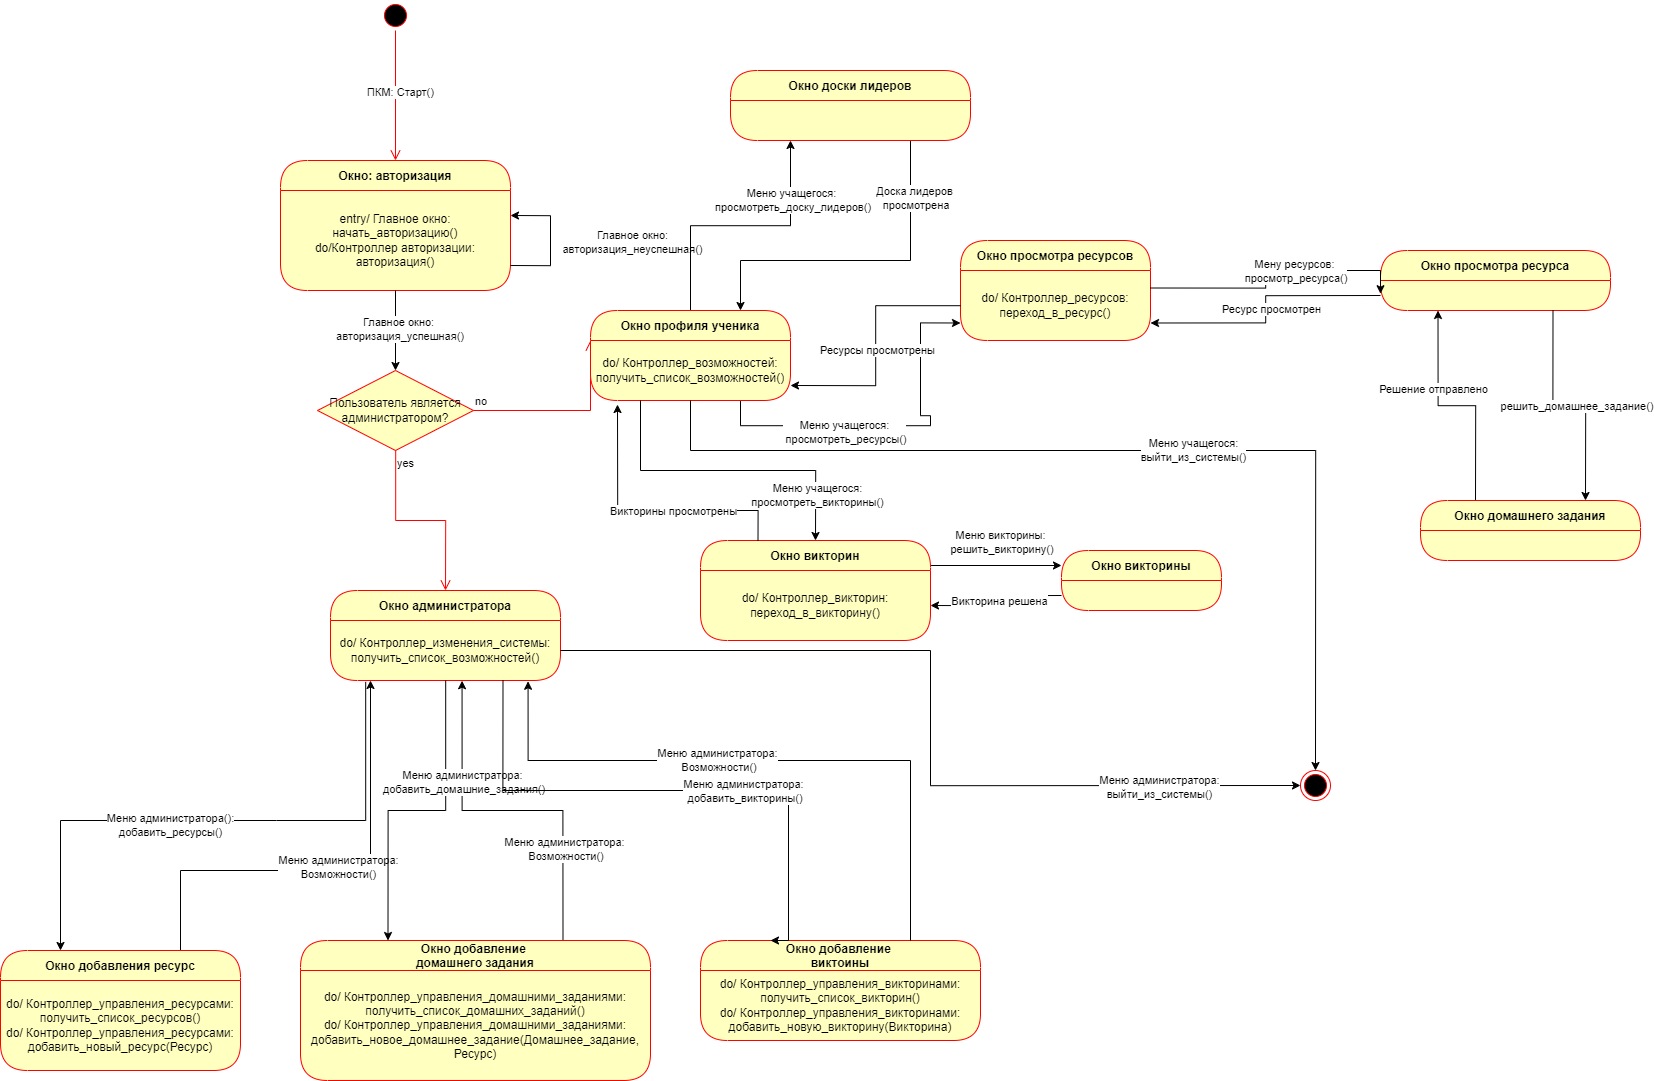 ПКМ: Старт()
Окно доски лидеров
Окно: авторизация
entry/ Главное окно:
начать_авторизацию()
do/Контроллер авторизации:
авторизация()
Главное окно:
авторизация_неуспешная()
Меню учащегося:
просмотреть_доску_лидеров()
Доска лидеров
просмотрена
Окно просмотра ресурсов
do/ Контроллер_ресурсов:
переход_в_ресурс()
Мену ресурсов:
просмотр_ресурса()
Ресурс просмотрен
Окно просмотра ресурса
Главное окно:
авторизация_успешная()
Окно профиля ученика
do/ Контроллер_возможностей:
получить_список_возможностей()
Ресурсы просмотрены
Решение отправлено
решить_домашнее_задание()
Пользователь является
администратором?
no
yes
Меню учащегося:
просмотреть_ресурсы()
Меню учащегося:
выйти_из_системы()
Меню учащегося:
просмотреть_викторины()
Викторины просмотрены
Окно домашнего задания
Окно викторин
do/ Контроллер_викторин:
переход_в_викторину()
Меню викторины:
решить_викторину()
Викторина решена
Окно викторины
Окно администратора
do/ Контроллер_изменения_системы:
получить_список_возможностей()
Меню администратора:
Возможности()
Меню администратора:
добавить_домашние_задания()
Меню администратора:
добавить_викторины()
Меню администратора:
выйти_из_системы()
Меню администратора():
добавить_ресурсы()
Меню администратора:
Возможности()
Меню администратора:
Возможности()
Окно добавления ресурс
do/ Контроллер_управления_ресурсами:
получить_список_ресурсов()
do/ Контроллер_управления_ресурсами:
добавить_новый_ресурс(Ресурс)
Окно добавление
домашнего задания
do/ Контроллер_управления_домашними_заданиями:
получить_список_домашних_заданий()
do/ Контроллер_управления_домашними_заданиями:
добавить_новое_домашнее_задание(Домашнее_задание,
Ресурс)
Окно добавление
виктоины
do/ Контроллер_управления_викторинами:
получить_список_викторин()
do/ Контроллер_управления_викторинами:
добавить_новую_викторину(Викторина)